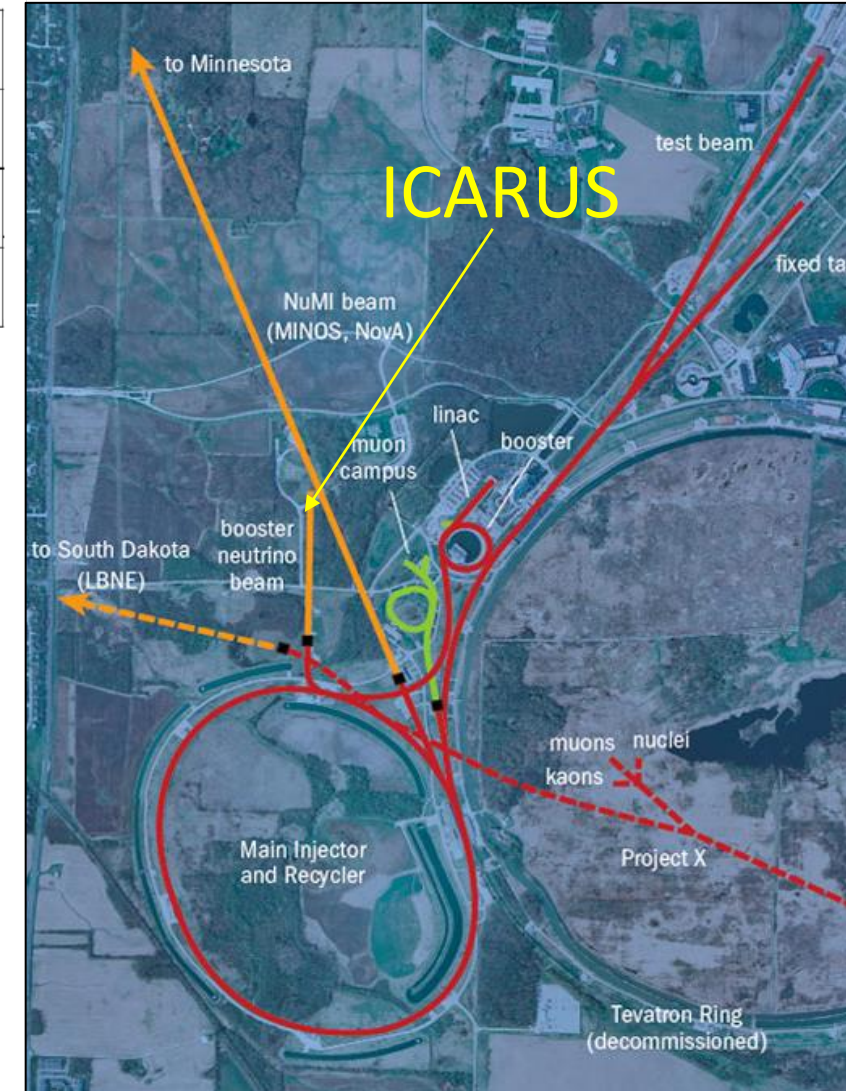 to Minnesota
test beam
ICARUS
fixed ta
NuMI beam
(MINOS, NovA)
linac
booster
muon
campus
booster
neutrino
beam
to South Dakota
(LBNE)
muons
nuclei
kaons
Project X
Main Injector
and Recycler
Tevatron Ring
(decommissioned)